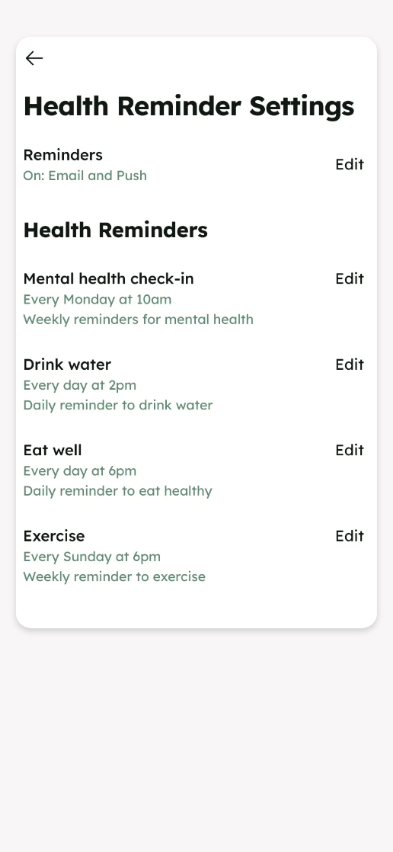 Health Reminder Settings
Reminders
On: Email and Push
Edit
Health Reminders
Mental health check-in
Every Monday at 10am
Weekly reminders for mental health
Edit
Drink water
Every day at 2pm
Daily reminder to drink water
Edit
Eat well
Every day at 6pm
Daily reminder to eat healthy
Edit
Exercise
Every Sunday at 6pm
Weekly reminder to exercise
Edit